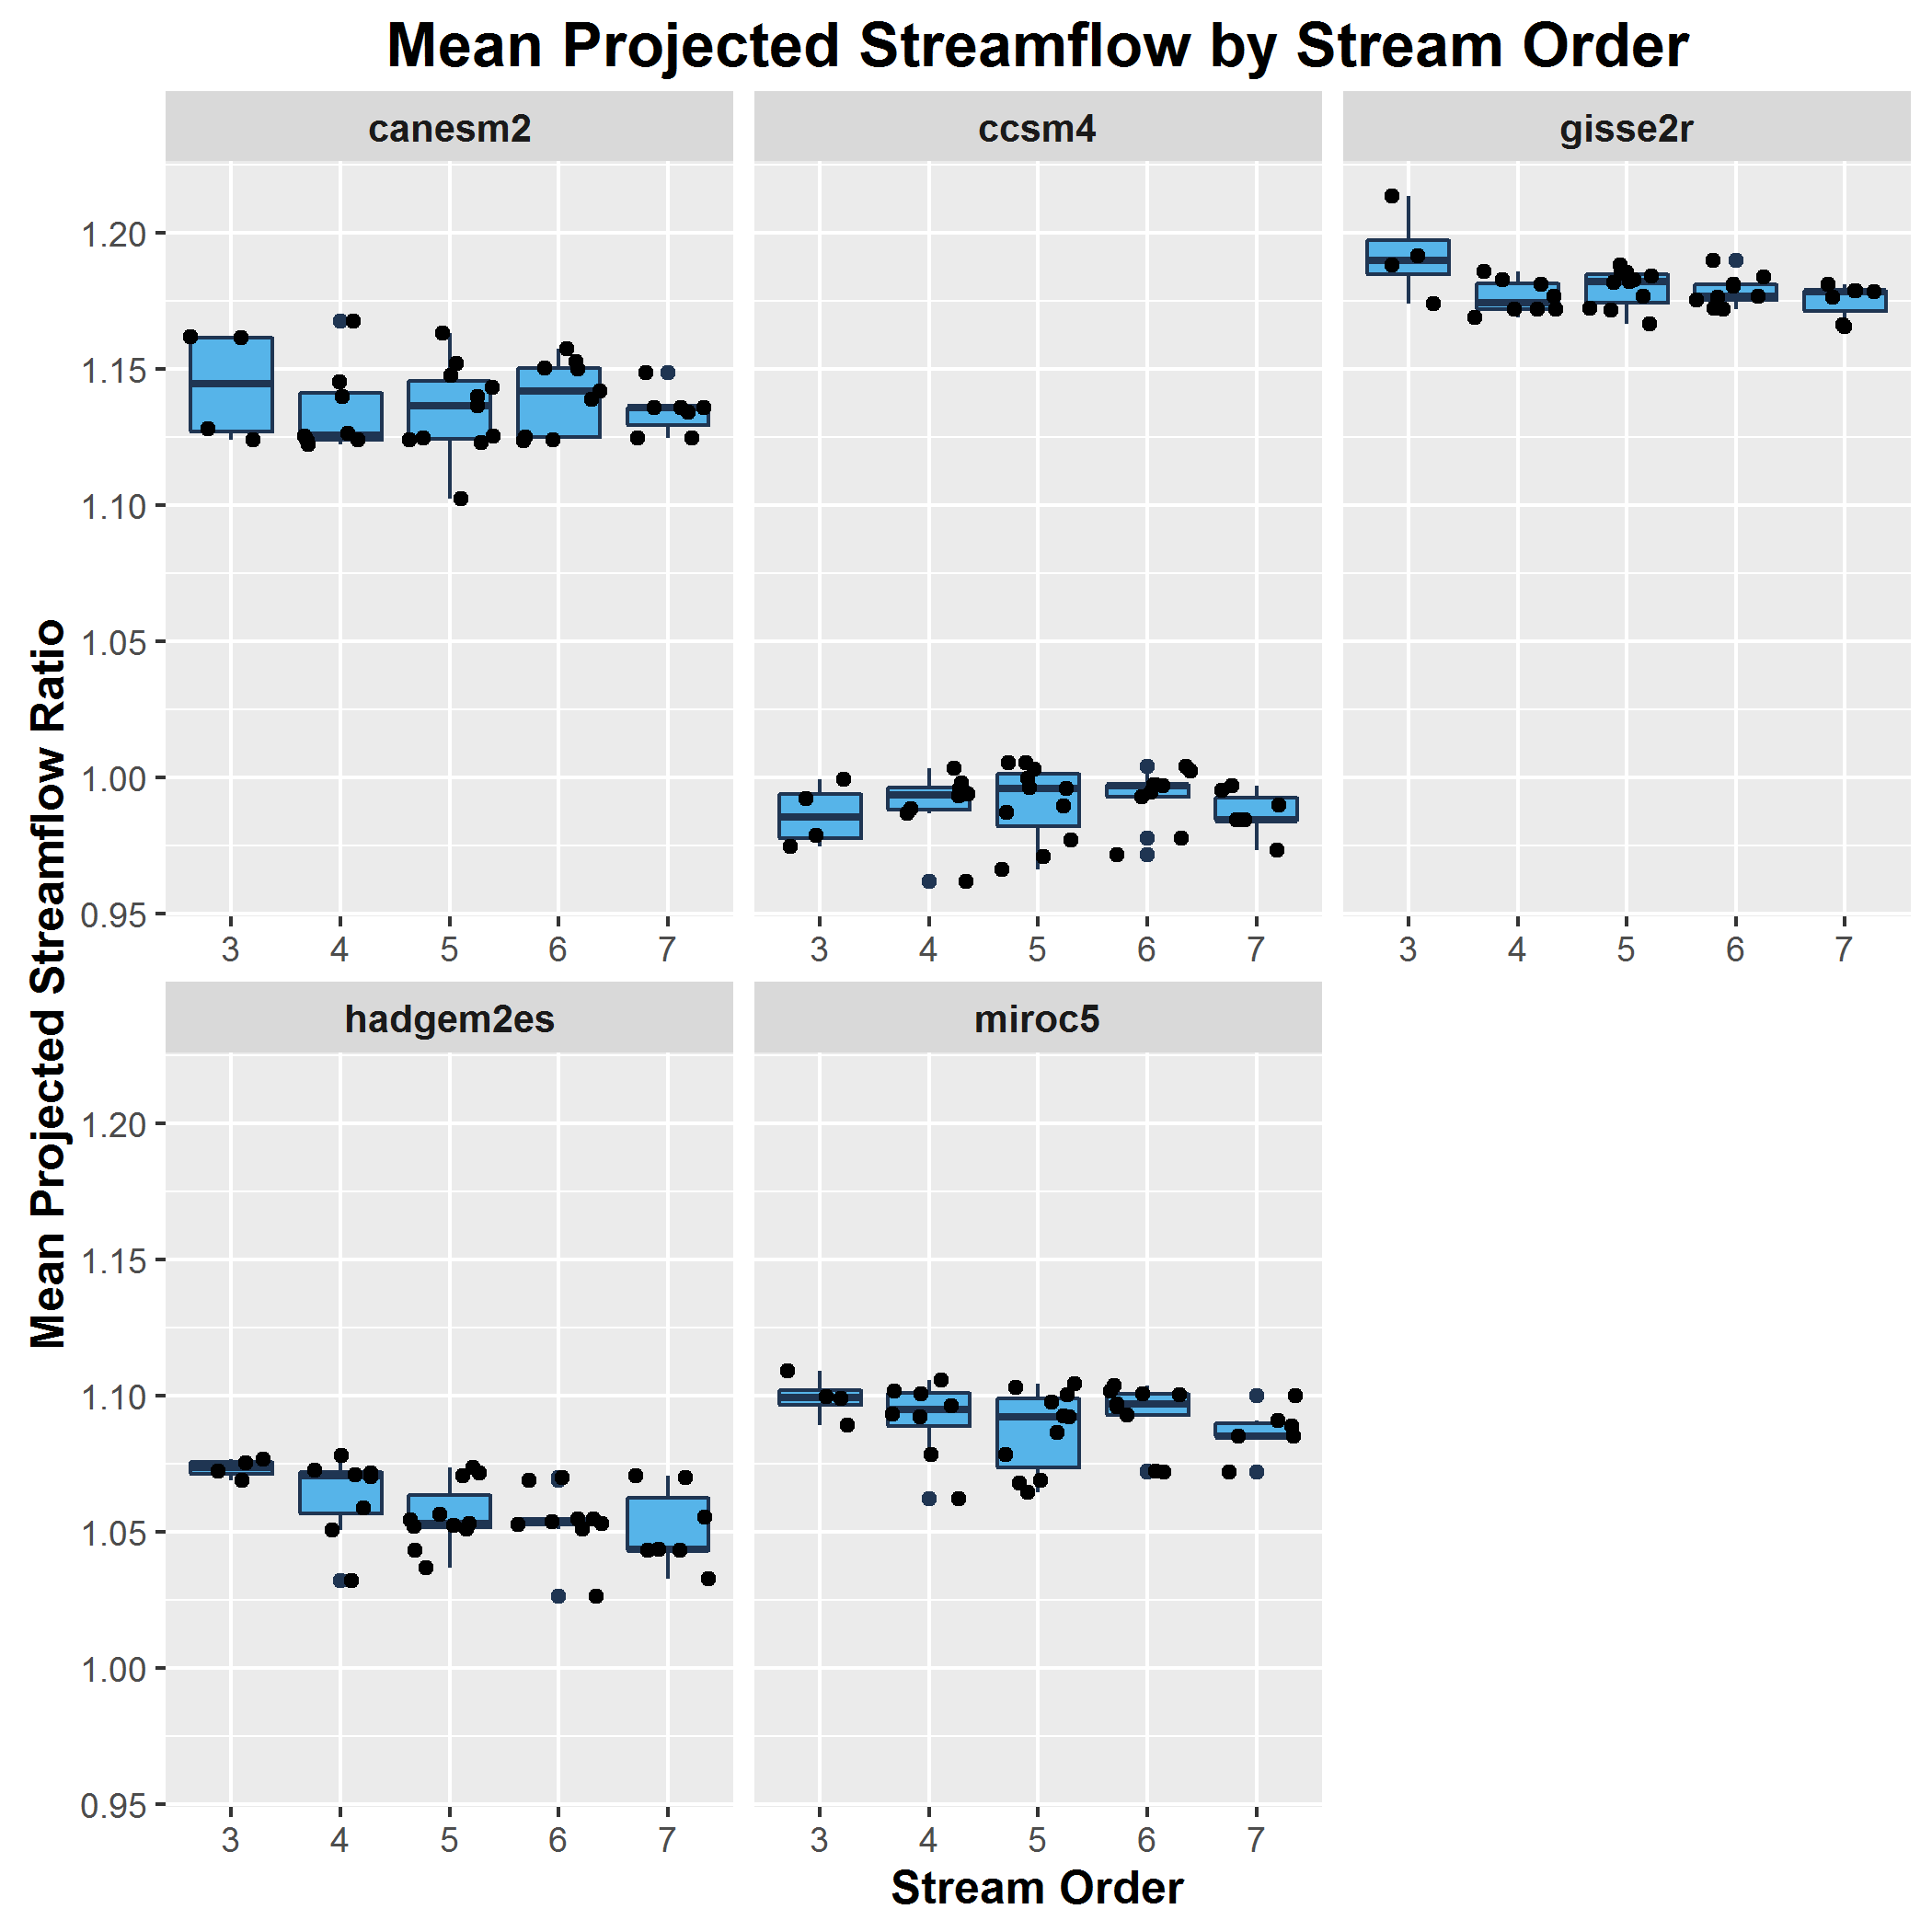 Mean Projected Streamflow by Stream Order
canesm2
ccsm4
gisse2r
1.20
1.15
1.10
1.05
1.00
0.95
3 4 5 6 7
3 4 5 6 7
3 4 5 6 7
Mean Projected Streamflow Ratio
hadgem2es
miroc5
1.20
1.15
1.10
1.05
1.00
0.95
3 4 5 6 7
3 4 5 6 7
Stream Order